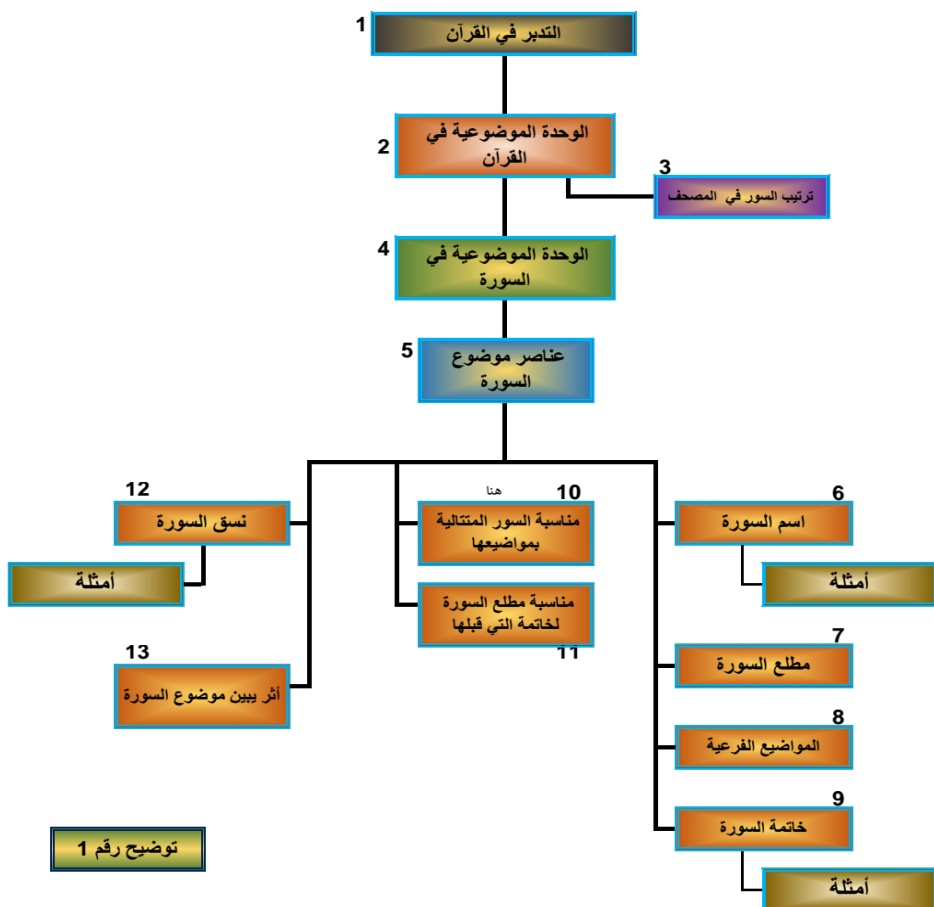 1
التدبر في القرآن
2
الوحدة الموضوعية في
القرآن
3
ترتيب السور في المصحف
4
الوحدة الموضوعية في
السورة
5
عناصر موضوع
السورة
6
اسم السورة
أمثلة
7
مطلع السورة
8
المواضيع الفرعية
9
خاتمة السورة
أمثلة
هنا
10
مناسبة السور المتتالية
بمواضيعها
مناسبة مطلع السورة
لخاتمة التي قبلها
11
12
نسق السورة
أمثلة
13
أثر يبين موضوع السورة
توضيح رقم 1